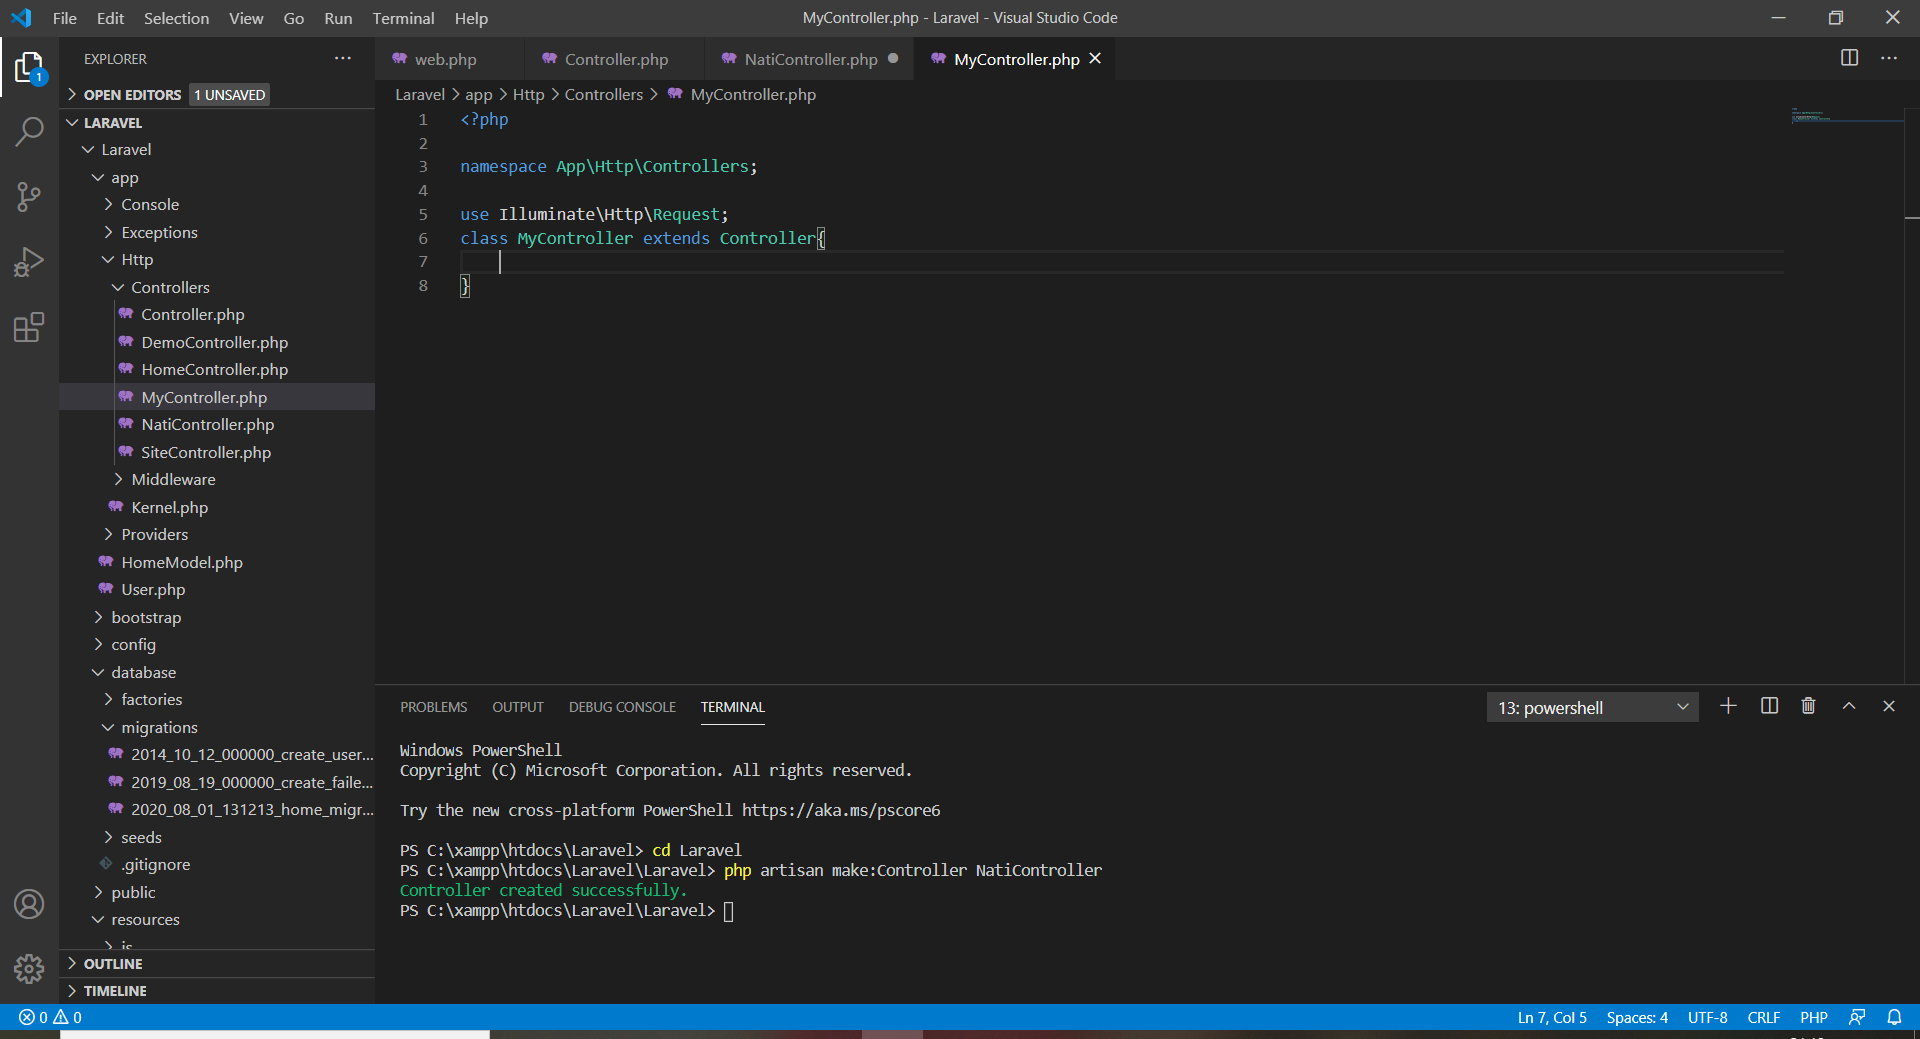 File Edit Selection View Go Run Terminal Help
MyController.php - Laravel - Visual Studio Code
EXPLORER
web.php
Controller.php
NatiController.php
MyController.php
OPEN EDITORS 1 UNSAVED
Laravel > app > Http > Controllers > MyController.php
1
LARAVEL
Laravel
app
Console
Exceptions
Http
Controllers
Controller.php
DemoController.php
HomeController.php
MyController.php
NatiController.php
SiteController.php
Middleware
Kernel.php
Providers
HomeModel.php
User.php
bootstrap
config
database
factories
migrations
2014_10_12_000000_create_user...
2019_08_19_000000_create_faile...
2020_08_01_131213_home_migr...
seeds
.gitignore
public
resources
js
OUTLINE
TIMELINE
1 <?php
2
3 namespace App\Http\Controllers;
4
5 use Illuminate\Http\Request;
6 class MyController extends Controller{
7
8 }
PROBLEMS OUTPUT DEBUG CONSOLE TERMINAL
13: powershell
Windows PowerShell
Copyright (C) Microsoft Corporation. All rights reserved.
Try the new cross-platform PowerShell https://aka.ms/pscore6
PS C:\xampp\htdocs\Laravel> cd Laravel
PS C:\xampp\htdocs\Laravel\Laravel> php artisan make:Controller NatiController
Controller created successfully.
PS C:\xampp\htdocs\Laravel\Laravel>
0 0
Ln 7, Col 5 Spaces: 4 UTF-8 CRLF PHP